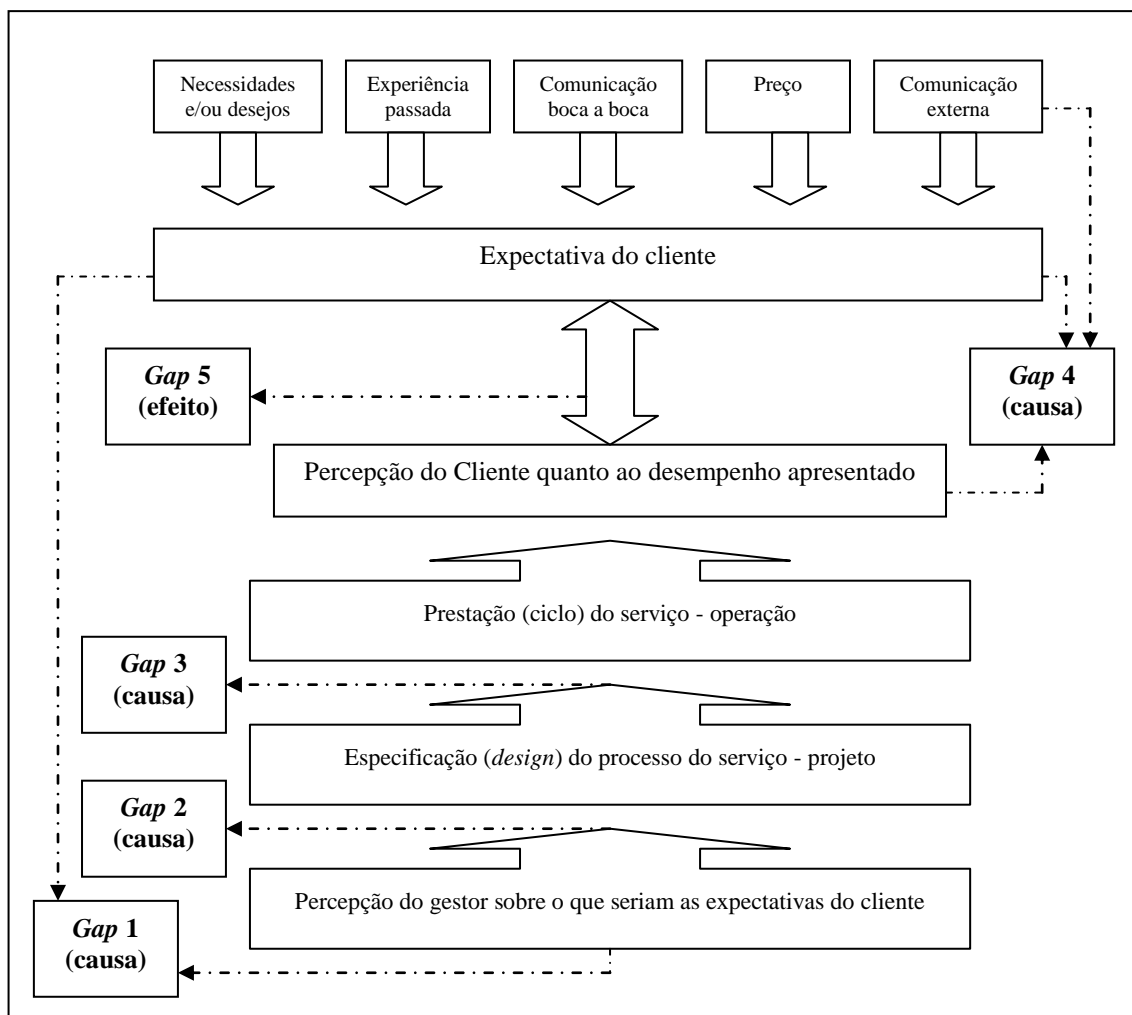 Necessidades
e/ou desejos
Experiência
passada
Comunicação
boca a boca
Preço
Comunicação
externa
Expectativa do cliente
Gap 5
(efeito)
Gap 4
(causa)
Percepção do Cliente quanto ao desempenho apresentado
Prestação (ciclo) do serviço - operação
Gap 3
(causa)
Especificação (design) do processo do serviço - projeto
Gap 2
(causa)
Percepção do gestor sobre o que seriam as expectativas do cliente
Gap 1
(causa)